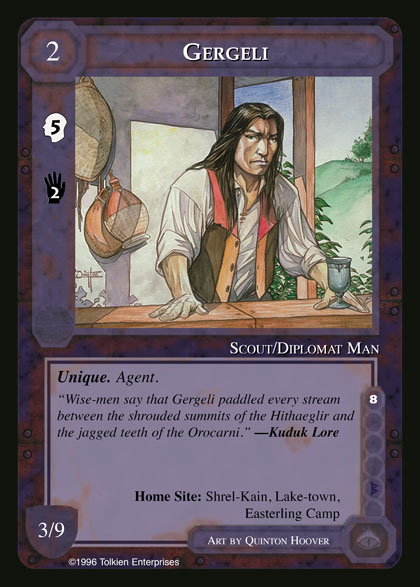 2
GERGELI
5
2
SCOUT/DIPLOMAT MAN
Unique. Agent.
“Wise-men say that Gergeli paddled every stream
between the shrouded summits of the Hithaeglir and
the jagged teeth of the Orocarni.” —Kuduk Lore
8
Home Site: Shrel-Kain, Lake-town,
Easterling Camp
3/9
ART BY QUINTON HOOVER
©1996 Tolkien Enterprises